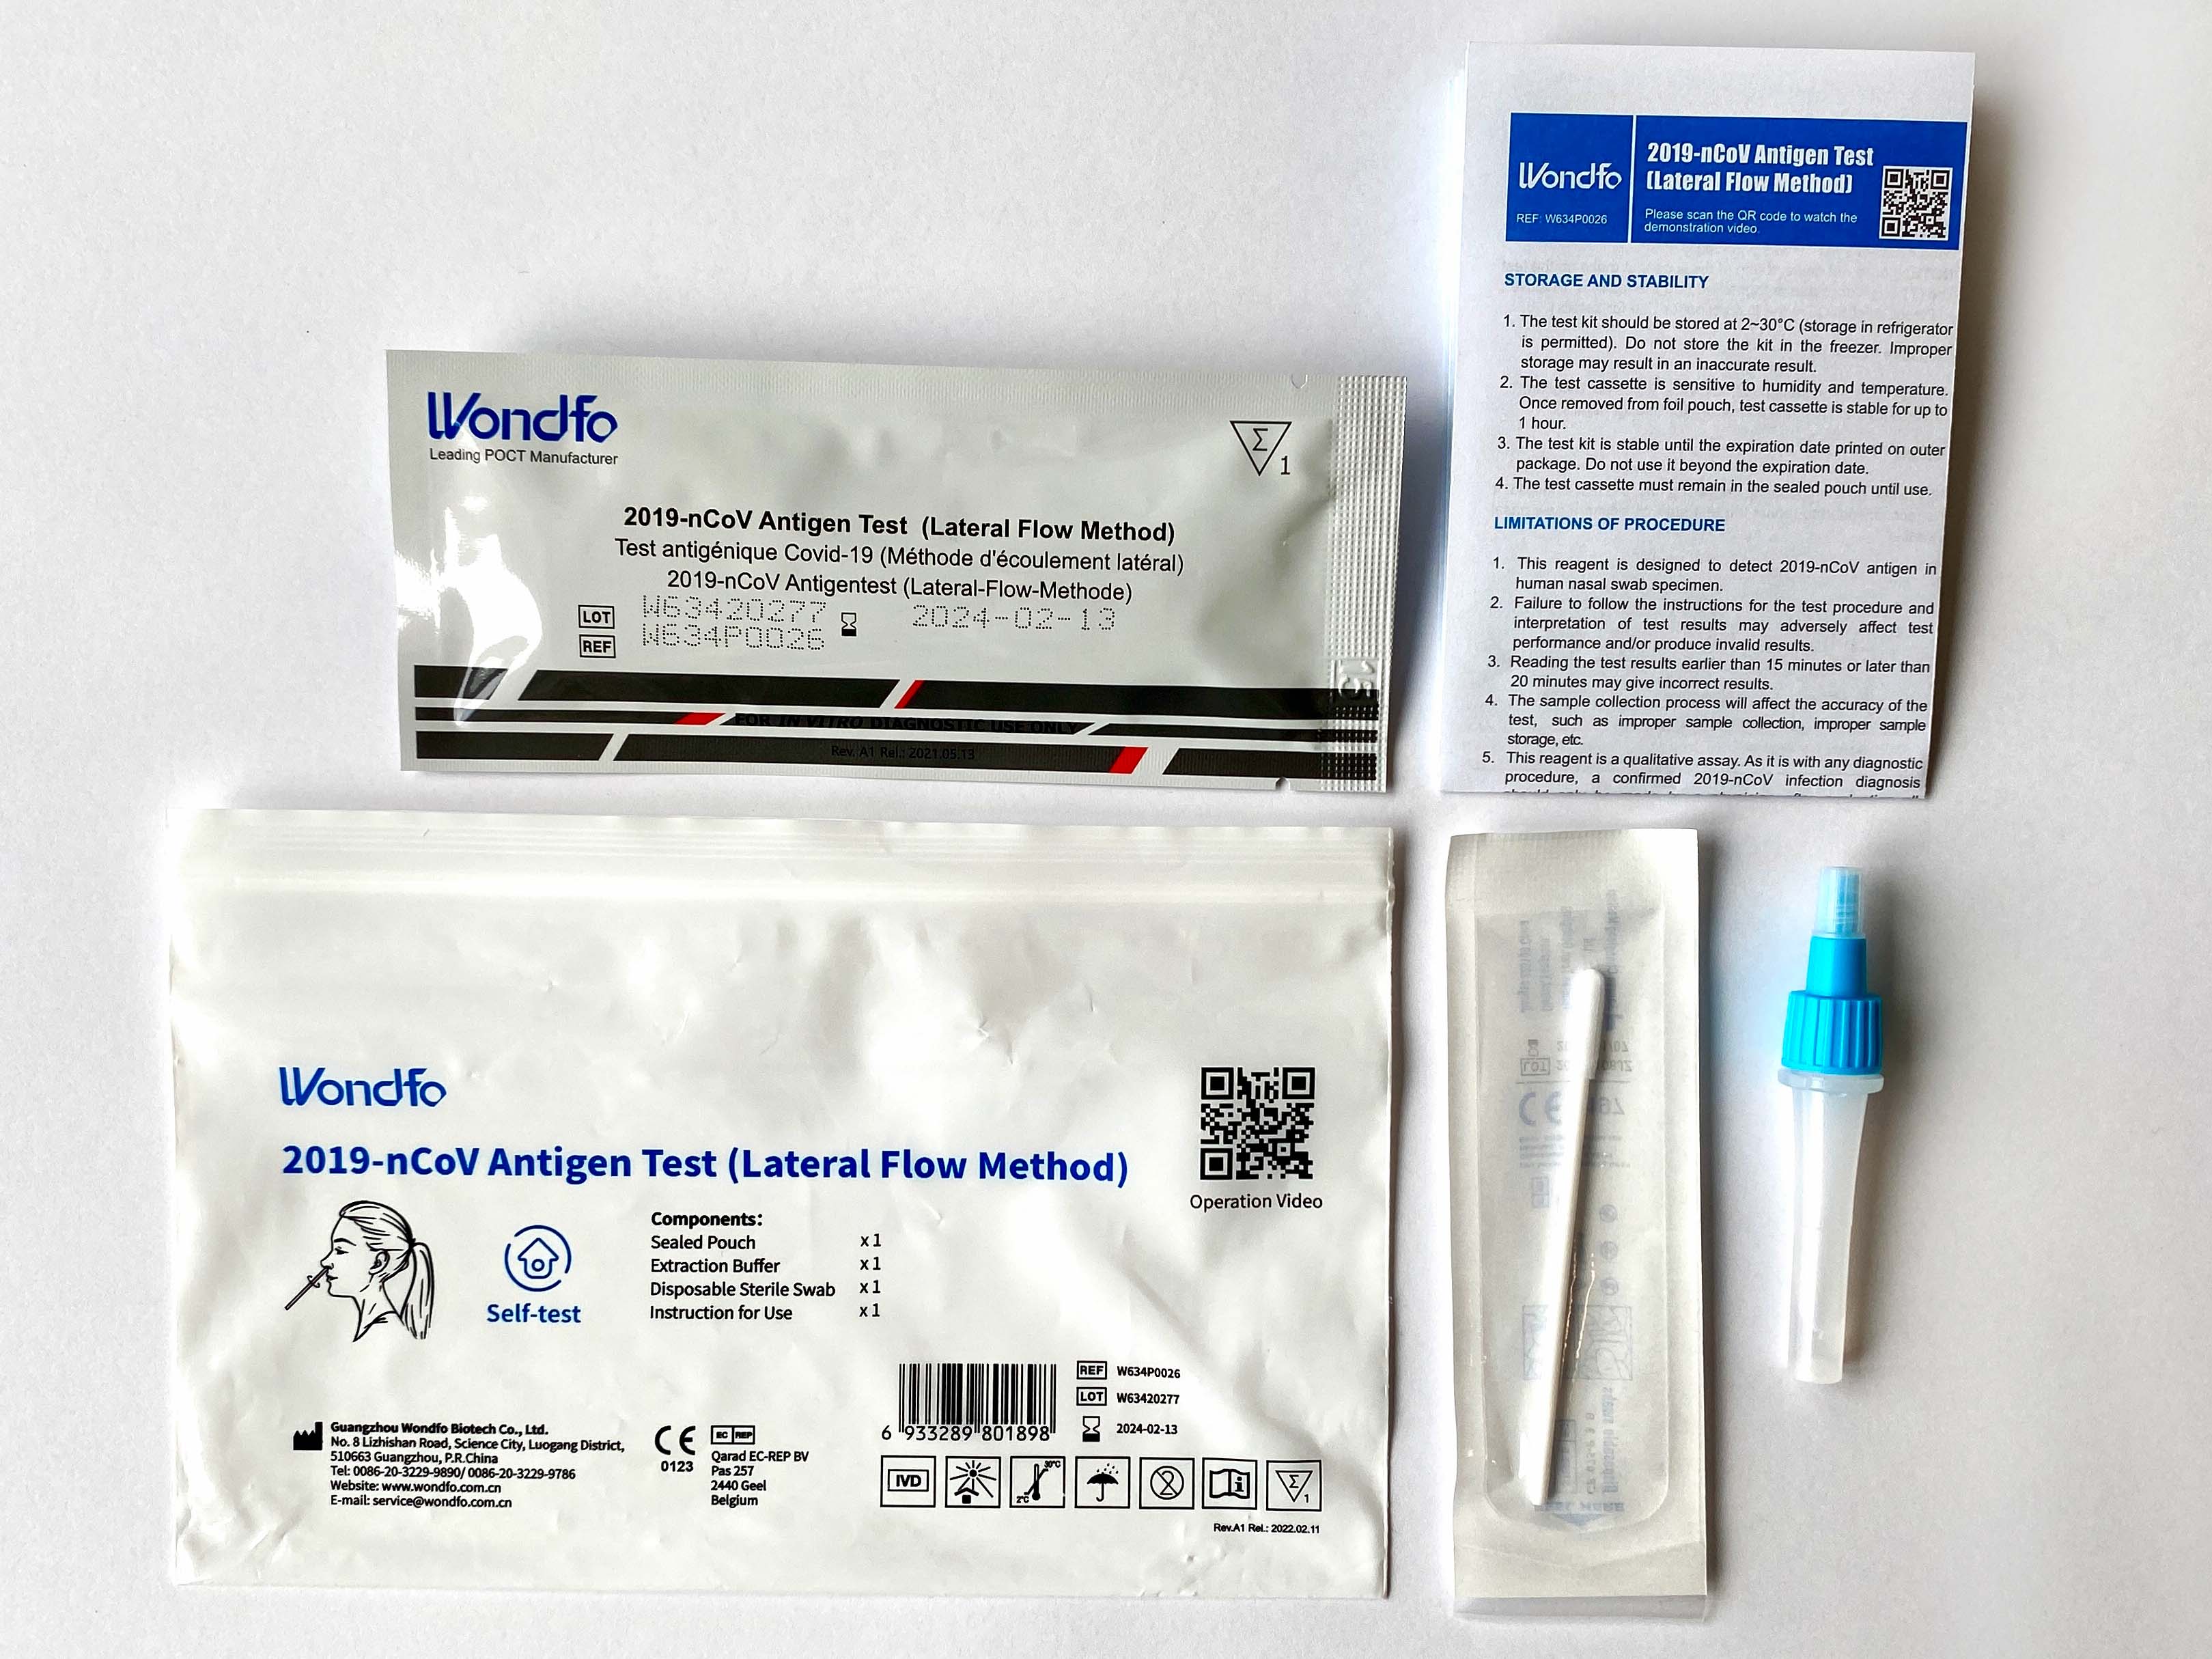 Wondfo
Leading POCT Manufacturer
Σ
1
2019-nCoV Antigen Test (Lateral Flow Method)
Test antigénique Covid-19 (Méthode d'écoulement latéral)
2019-nCoV Antigentest (Lateral-Flow-Methode)
LOT W63420277 2024-02-13
REF W634P0026
FOR IN VITRO DIAGNOSTIC USE ONLY
Rev. A1 Rel.: 2021.05.13
15
Wondfo
REF: W634P0026
2019-nCoV Antigen Test
(Lateral Flow Method)
Please scan the QR code to watch the
demonstration video.
STORAGE AND STABILITY
1. The test kit should be stored at 2~30°C (storage in refrigerator
is permitted). Do not store the kit in the freezer. Improper
storage may result in an inaccurate result.
2. The test cassette is sensitive to humidity and temperature.
Once removed from foil pouch, test cassette is stable for up to
1 hour.
3. The test kit is stable until the expiration date printed on outer
package. Do not use it beyond the expiration date.
4. The test cassette must remain in the sealed pouch until use.
LIMITATIONS OF PROCEDURE
1. This reagent is designed to detect 2019-nCoV antigen in
human nasal swab specimen.
2. Failure to follow the instructions for the test procedure and
interpretation of test results may adversely affect test
performance and/or produce invalid results.
3. Reading the test results earlier than 15 minutes or later than
20 minutes may give incorrect results.
4. The sample collection process will affect the accuracy of the
test, such as improper sample collection, improper sample
storage, etc.
5. This reagent is a qualitative assay. As it is with any diagnostic
procedure, a confirmed 2019-nCoV infection diagnosis
Wondfo
2019-nCoV Antigen Test (Lateral Flow Method)
Operation Video
Self-test
Components:
Sealed Pouch x 1
Extraction Buffer x 1
Disposable Sterile Swab x 1
Instruction for Use x 1
Guangzhou Wondfo Biotech Co., Ltd.
No. 8 Lizhishan Road, Science City, Luogang District,
510663 Guangzhou, P.R.China
Tel: 0086-20-3229-9890/ 0086-20-3229-9786
Website: www.wondfo.com.cn
E-mail: service@wondfo.com.cn
CE
0123
EC REP
Qarad EC-REP BV
Pas 257
2440 Geel
Belgium
6 933289 801898
REF W634P0026
LOT W63420277
2024-02-13
IVD
30°C
2°C
2
i
Σ
1
Rev.A1 Rel.: 2022.02.11
LOT
CE